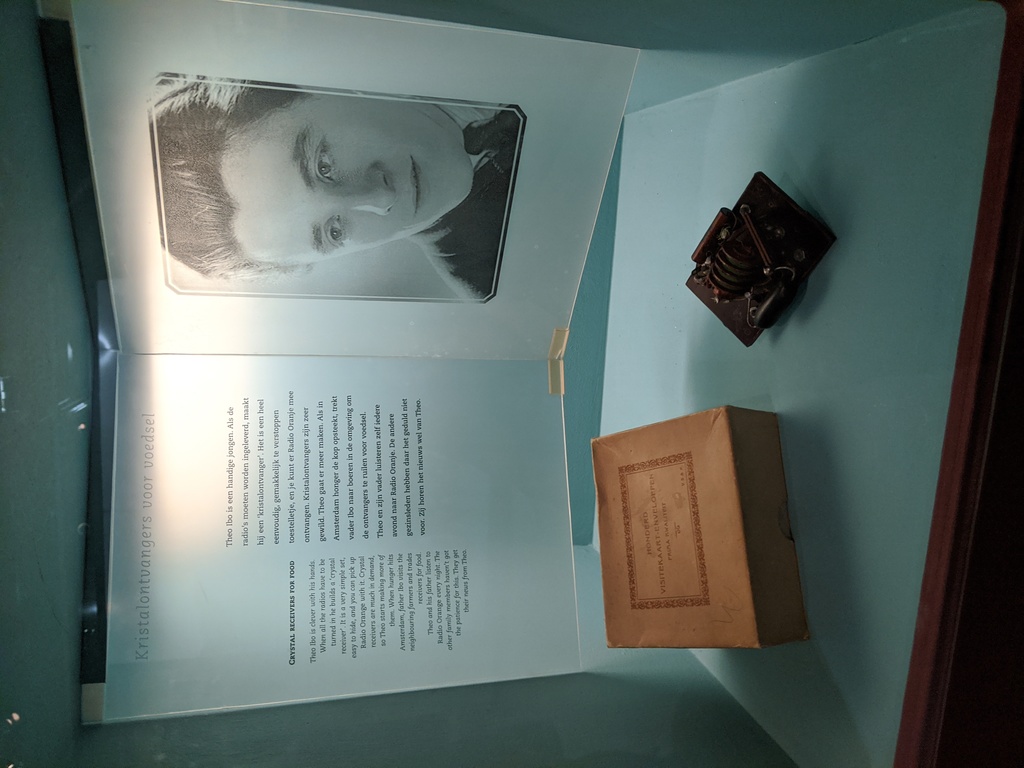 Kristalontvangers voor voedsel
Theo Ibo is een handige jongen. Als de
radio's moeten worden ingeleverd, maakt
hij een 'kristalontvanger'. Het is een heel
eenvoudig, gemakkelijk te verstoppen
toestelletje, en je kunt er Radio Oranje mee
ontvangen. Kristalontvangers zijn zeer
gewild. Theo gaat er meer maken. Als in
Amsterdam honger de kop opsteekt, trekt
vader Ibo naar boeren in de omgeving om
de ontvangers te ruilen voor voedsel.
Theo en zijn vader luisteren zelf iedere
avond naar Radio Oranje. De andere
gezinsleden hebben daar het geduld niet
voor. Zij horen het nieuws wel van Theo.
CRYSTAL RECEIVERS FOR FOOD
Theo Ibo is clever with his hands.
When all the radios have to be
turned in he builds a 'crystal
receiver'. It is a very simple set,
easy to hide, and you can pick up
Radio Orange with it. Crystal
receivers are much in demand,
so Theo starts making more of
them. When hunger hits
Amsterdam, father Ibo visits the
neighbouring farmers and trades
receivers for food.
Theo and his father listen to
Radio Orange every night. The
other family members haven't got
the patience for this. They get
their news from Theo.
HONDERD
VISITEKAART-ENVELOPPEN
PRIMA KWALITEIT